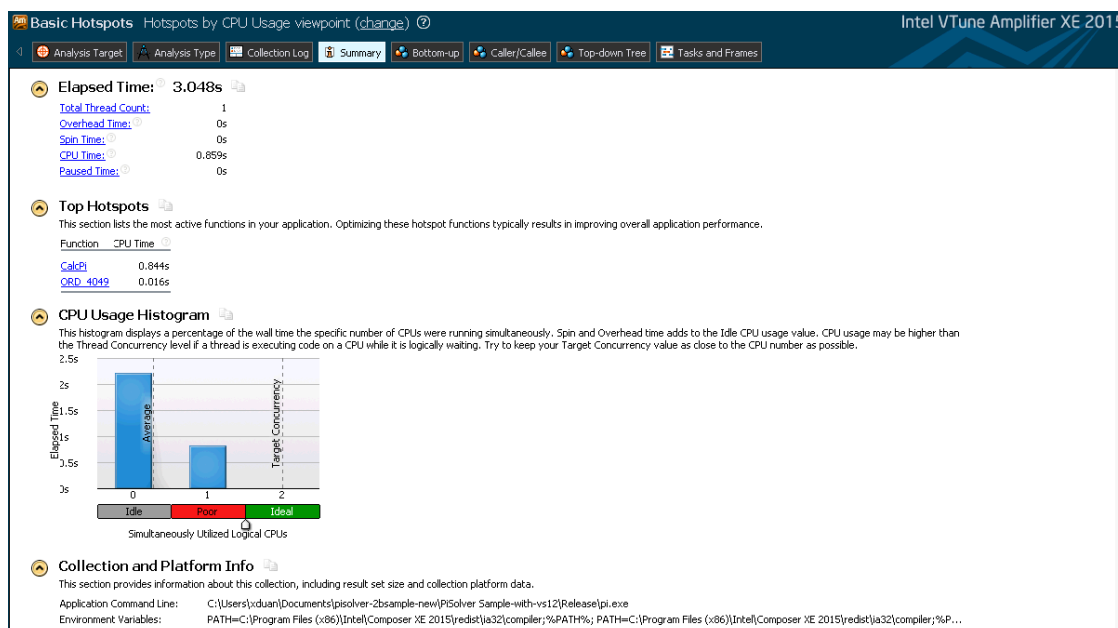 Basic Hotspots Hotspots by CPU Usage viewpoint (change) ?
Intel VTune Amplifier XE 2015
Analysis Target Analysis Type Collection Log Summary Bottom-up Caller/Callee Top-down Tree Tasks and Frames
Elapsed Time: 3.048s
Total Thread Count: 1
Overhead Time: 0s
Spin Time: 0s
CPU Time: 0.859s
Paused Time: 0s
Top Hotspots
This section lists the most active functions in your application. Optimizing these hotspot functions typically results in improving overall application performance.
Function CPU Time
CalcPi 0.844s
ORD_4049 0.016s
CPU Usage Histogram
This histogram displays a percentage of the wall time the specific number of CPUs were running simultaneously. Spin and Overhead time adds to the Idle CPU usage value. CPU usage may be higher than
the Thread Concurrency level if a thread is executing code on a CPU while it is logically waiting. Try to keep your Target Concurrency value as close to the CPU number as possible.
2.5s
2s
1.5s
1s
0.5s
0s
Elapsed Time
Average
Target Concurrency
0 1 2
Idle Poor Ideal
Simultaneously Utilized Logical CPUs
Collection and Platform Info
This section provides information about this collection, including result set size and collection platform data.
Application Command Line: C:\Users\xduan\Documents\pisolver-2bsample-new\PiSolver Sample-with-vs12\Release\pi.exe
Environment Variables: PATH=C:\Program Files (x86)\Intel\Composer XE 2015\redist\ia32\compiler;%PATH%; PATH=C:\Program Files (x86)\Intel\Composer XE 2015\redist\ia32\compiler;%P...